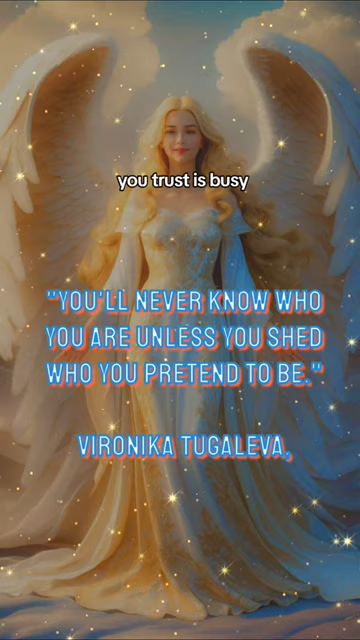 you trust is busy
"YOU'LL NEVER KNOW WHO
YOU ARE UNLESS YOU SHED
WHO YOU PRETEND TO BE."
VIRONIKA TUGALEVA,